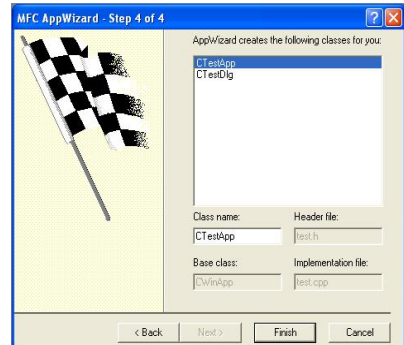 MFC AppWizard - Step 4 of 4
AppWizard creates the following classes for you:
CTestApp
CTestDlg
Class name:
Header file:
CTestApp
test.h
Base class:
Implementation file:
CWinApp
test.cpp
< Back
Next >
Finish
Cancel